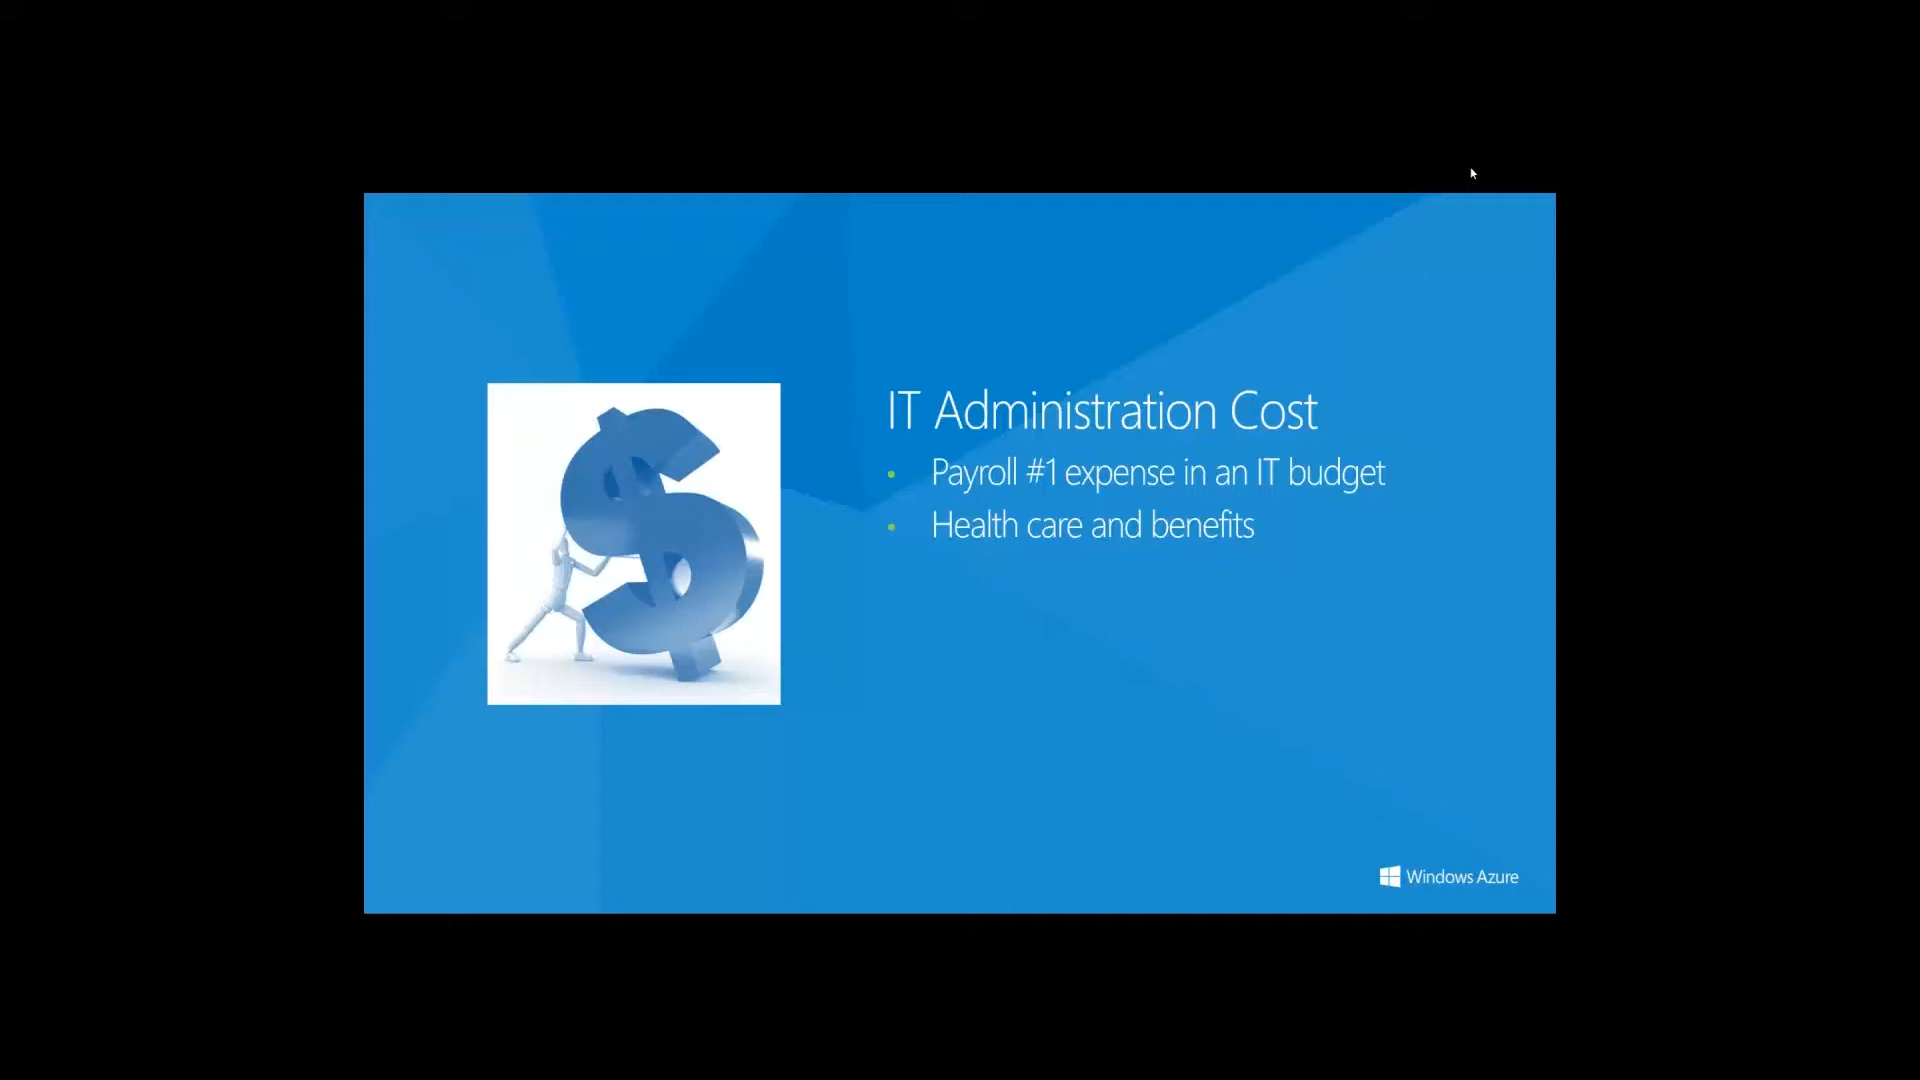 IT Administration Cost
• Payroll #1 expense in an IT budget
• Health care and benefits
Windows Azure